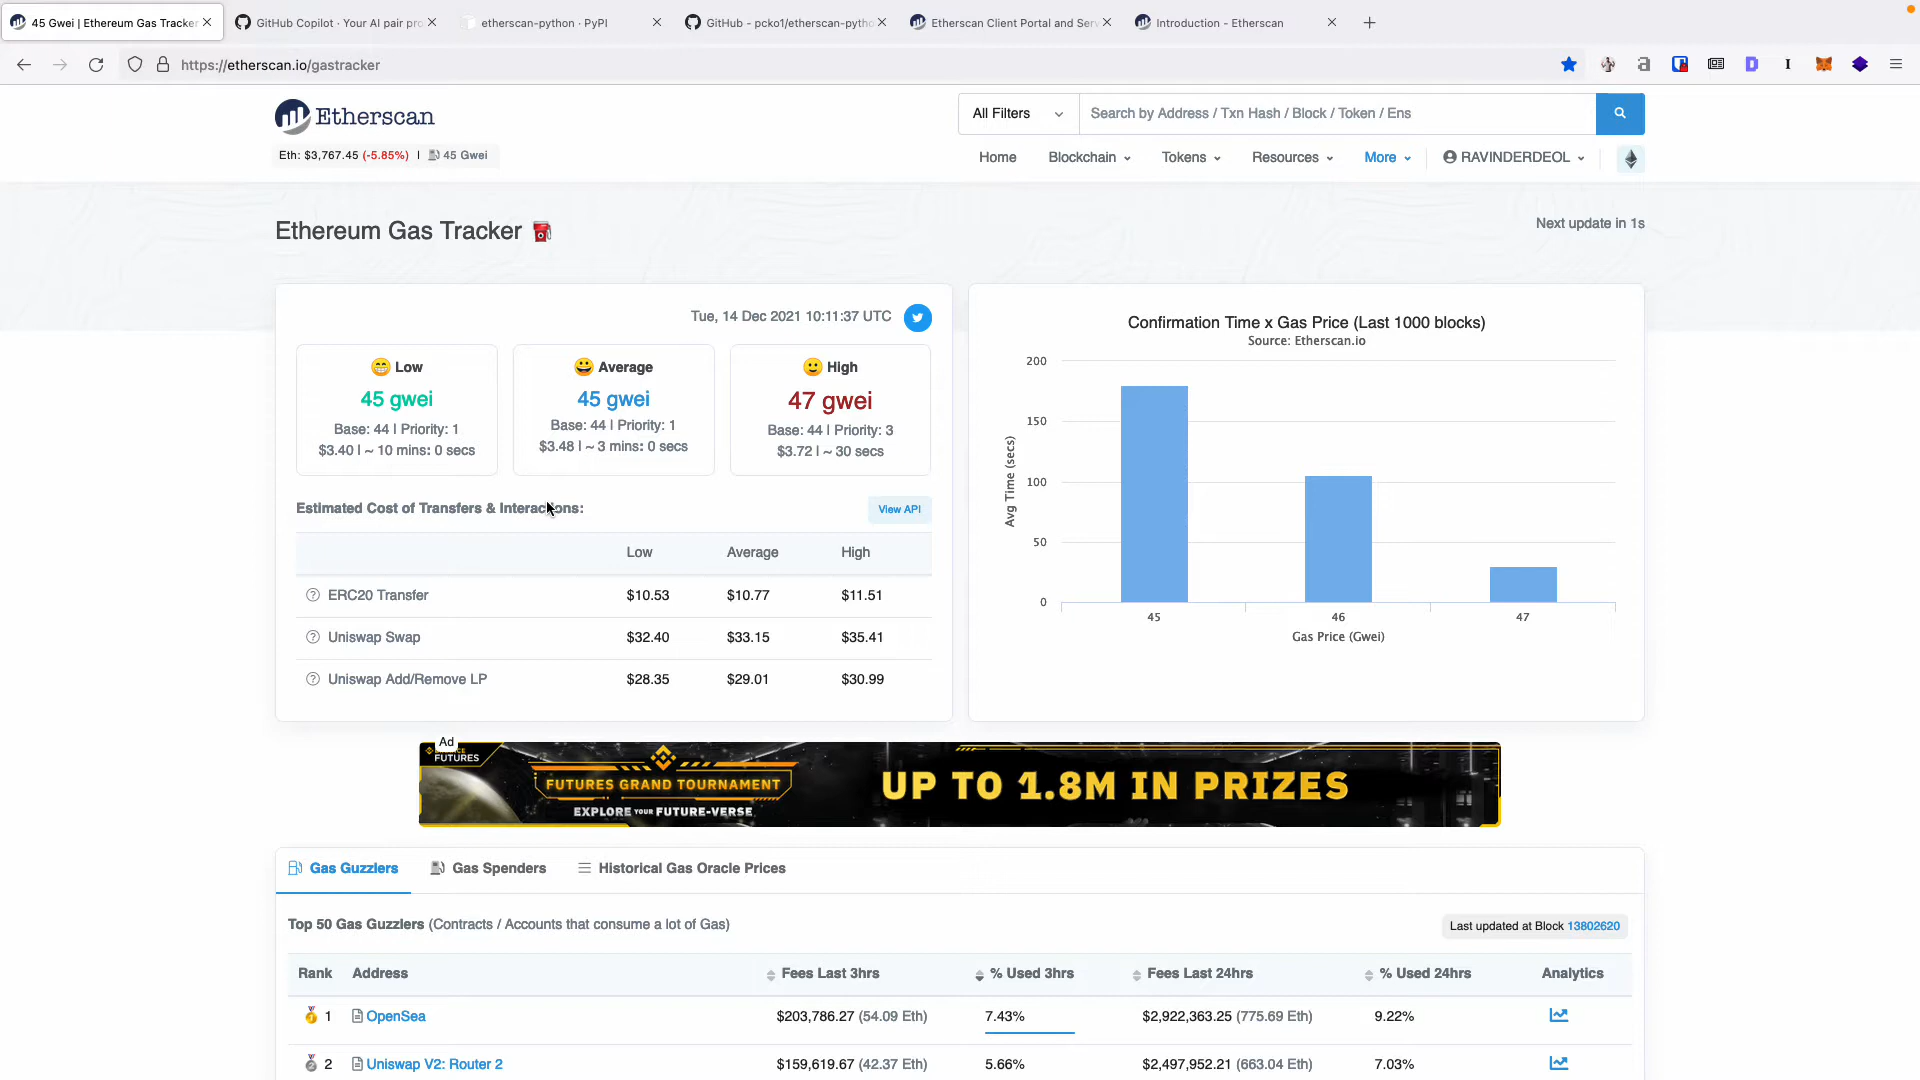 45 Gwei | Ethereum Gas Tracker
GitHub Copilot · Your AI pair pro
etherscan-python · PyPI
GitHub - pcko1/etherscan-pytho
Etherscan Client Portal and Serv
Introduction - Etherscan
https://etherscan.io/gastracker
Etherscan
All Filters
Search by Address / Txn Hash / Block / Token / Ens
Eth: $3,767.45 (-5.85%) | 45 Gwei
Home Blockchain Tokens Resources More RAVINDERDEOL
Ethereum Gas Tracker
Next update in 1s
Tue, 14 Dec 2021 10:11:37 UTC
Low
45 gwei
Base: 44 | Priority: 1
$3.40 | ~ 10 mins: 0 secs
Average
45 gwei
Base: 44 | Priority: 1
$3.48 | ~ 3 mins: 0 secs
High
47 gwei
Base: 44 | Priority: 3
$3.72 | ~ 30 secs
Estimated Cost of Transfers & Interactions:
View API
Low Average High
ERC20 Transfer $10.53 $10.77 $11.51
Uniswap Swap $32.40 $33.15 $35.41
Uniswap Add/Remove LP $28.35 $29.01 $30.99
Confirmation Time x Gas Price (Last 1000 blocks)
Source: Etherscan.io
Avg Time (secs)
200
150
100
50
0
45 46 47
Gas Price (Gwei)
Ad
FUTURES
FUTURES GRAND TOURNAMENT
EXPLORE YOUR FUTURE-VERSE
UP TO 1.8M IN PRIZES
Gas Guzzlers Gas Spenders Historical Gas Oracle Prices
Top 50 Gas Guzzlers (Contracts / Accounts that consume a lot of Gas)
Last updated at Block 13802620
Rank Address Fees Last 3hrs % Used 3hrs Fees Last 24hrs % Used 24hrs Analytics
1 OpenSea $203,786.27 (54.09 Eth) 7.43% $2,922,363.25 (775.69 Eth) 9.22%
2 Uniswap V2: Router 2 $159,619.67 (42.37 Eth) 5.66% $2,497,952.21 (663.04 Eth) 7.03%